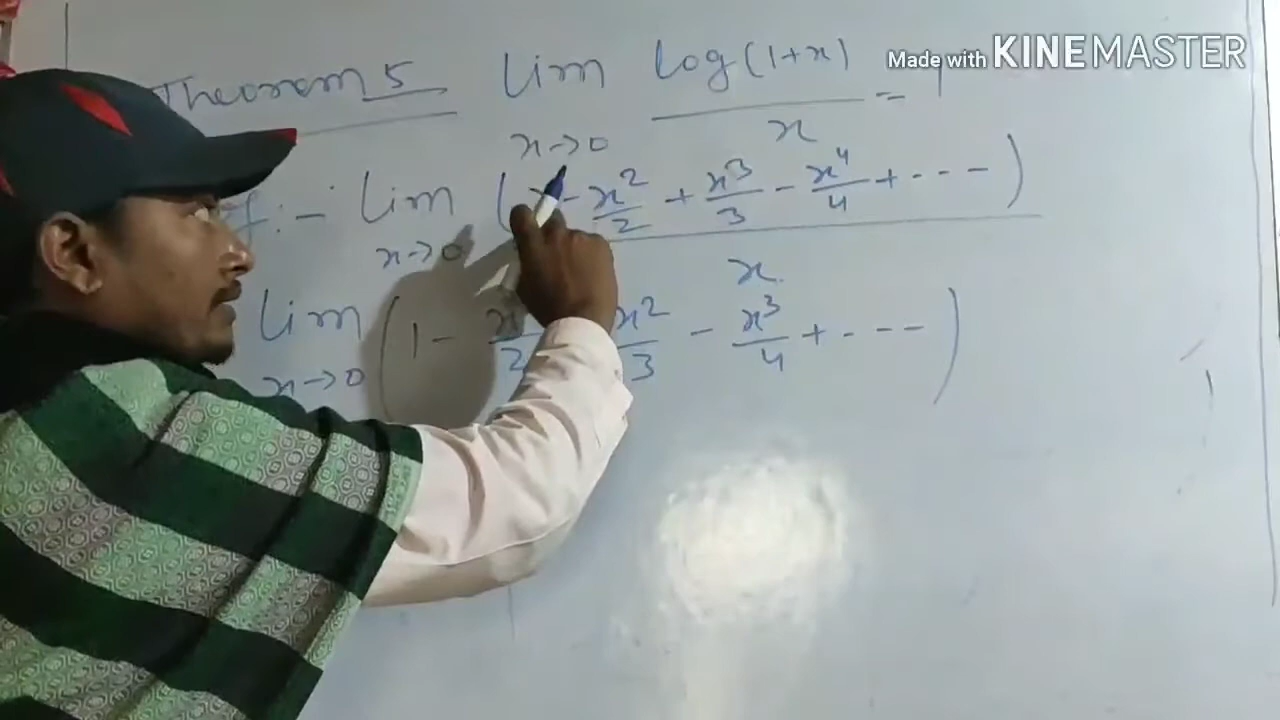 Theorem 5 lim x→0 log(1+x)/x = 1
Made with KINEMASTER
f:- lim x→0 (x - x²/2 + x³/3 - x⁴/4 + ---)/x
lim x→0 (1 - x/2 x²/3 - x³/4 + ---)